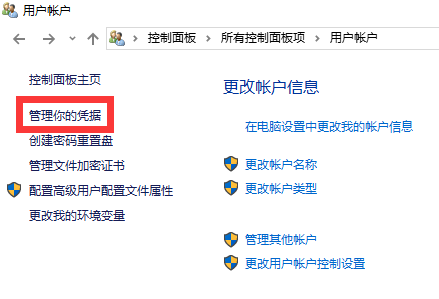 用户帐户
控制面板 所有控制面板项 用户帐户
控制面板主页
管理你的凭据
创建密码重置盘
管理文件加密证书
配置高级用户配置文件属性
更改我的环境变量
更改帐户信息
在电脑设置中更改我的帐户信息
更改帐户名称
更改帐户类型
管理其他帐户
更改用户帐户控制设置